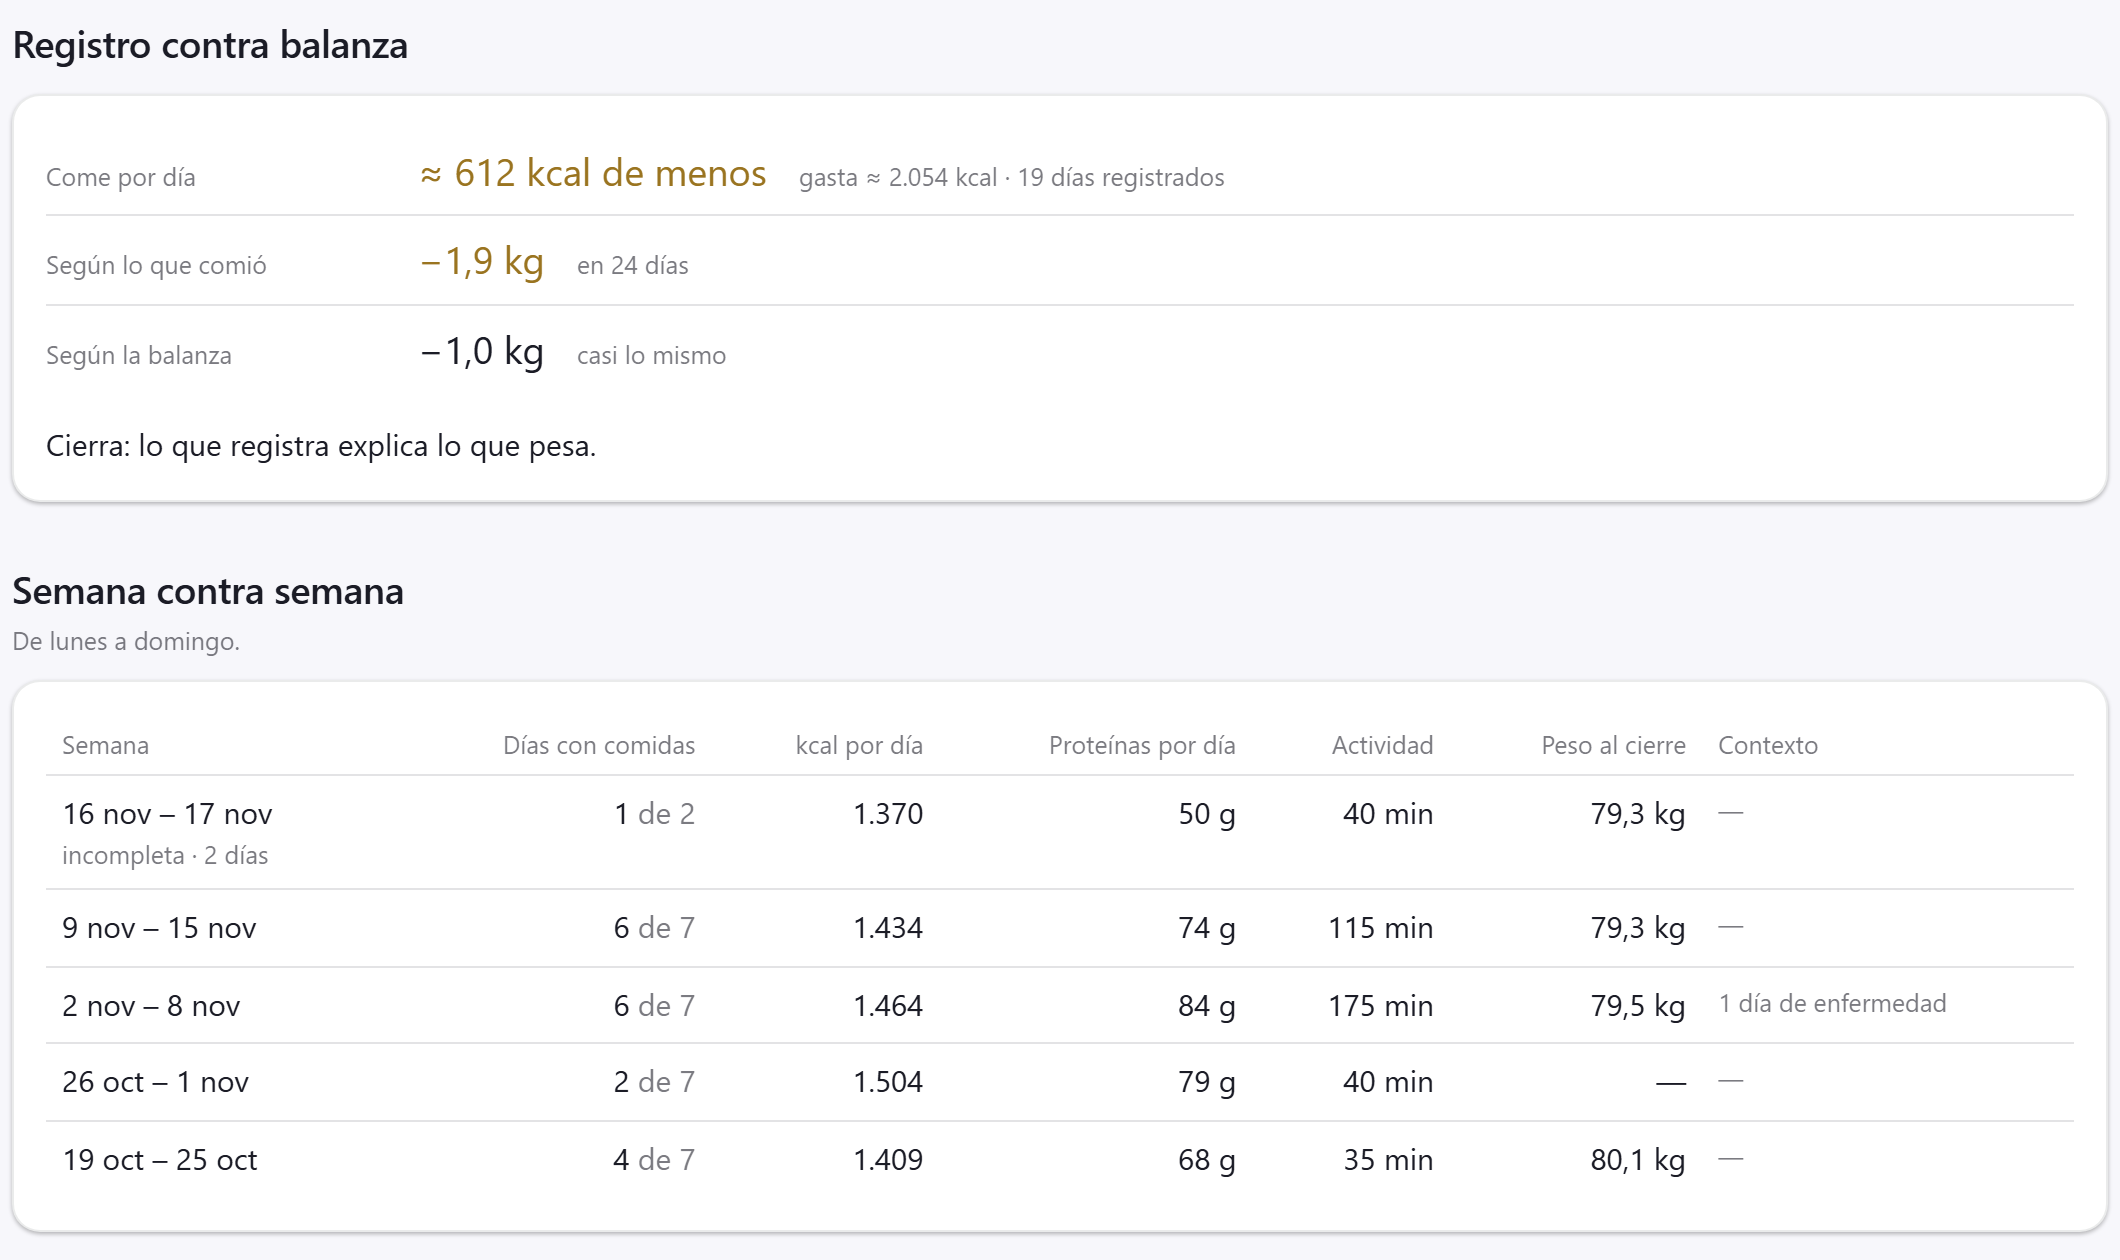 Registro contra balanza
Come por día ≈ 612 kcal de menos gasta ≈ 2.054 kcal · 19 días registrados
Según lo que comió −1,9 kg en 24 días
Según la balanza −1,0 kg casi lo mismo
Cierra: lo que registra explica lo que pesa.
Semana contra semana
De lunes a domingo.
Semana Días con comidas kcal por día Proteínas por día Actividad Peso al cierre Contexto
16 nov – 17 nov 1 de 2 1.370 50 g 40 min 79,3 kg —
incompleta · 2 días
9 nov – 15 nov 6 de 7 1.434 74 g 115 min 79,3 kg —
2 nov – 8 nov 6 de 7 1.464 84 g 175 min 79,5 kg 1 día de enfermedad
26 oct – 1 nov 2 de 7 1.504 79 g 40 min — —
19 oct – 25 oct 4 de 7 1.409 68 g 35 min 80,1 kg —